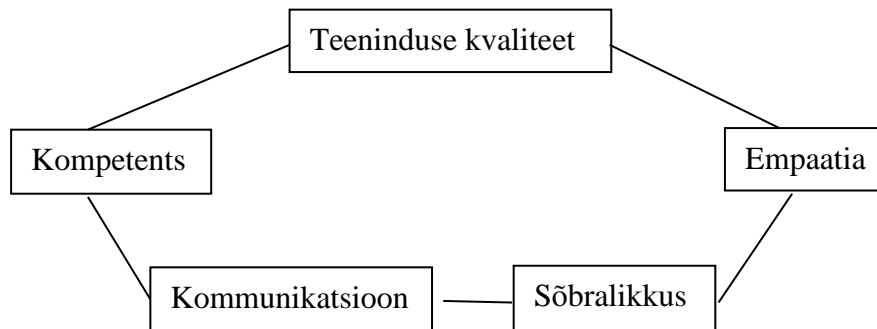 Teeninduse kvaliteet
Kompetents
Empaatia
Kommunikatsioon
Sõbralikkus